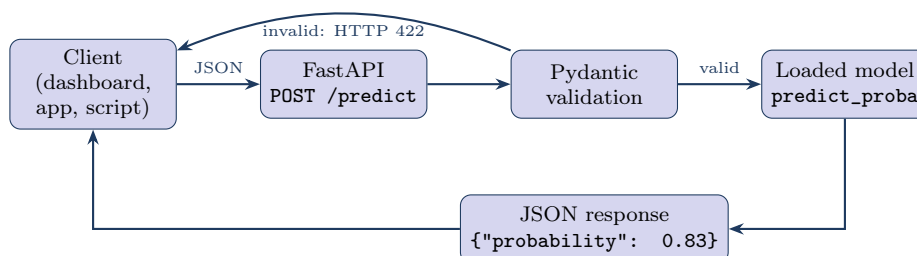 invalid: HTTP 422
Client
(dashboard,
app, script)
JSON
FastAPI
POST /predict
Pydantic
validation
valid
Loaded model
predict_proba
JSON response
{"probability": 0.83}